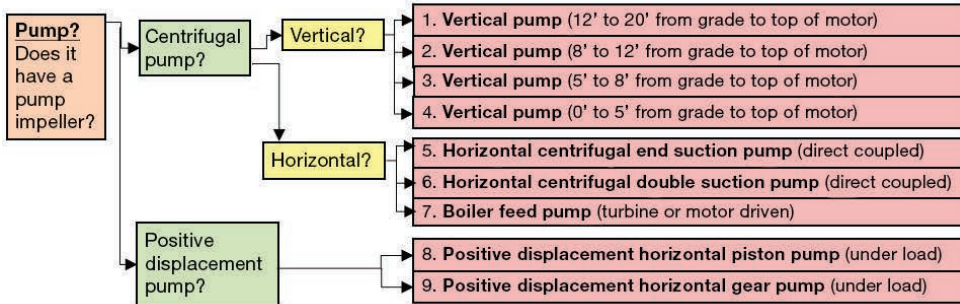 Pump?
Does it
have a
pump
impeller?
Centrifugal
pump?
Vertical?
1. Vertical pump (12’ to 20’ from grade to top of motor)
2. Vertical pump (8’ to 12’ from grade to top of motor)
3. Vertical pump (5’ to 8’ from grade to top of motor)
4. Vertical pump (0’ to 5’ from grade to top of motor)
Horizontal?
5. Horizontal centrifugal end suction pump (direct coupled)
6. Horizontal centrifugal double suction pump (direct coupled)
7. Boiler feed pump (turbine or motor driven)
Positive
displacement
pump?
8. Positive displacement horizontal piston pump (under load)
9. Positive displacement horizontal gear pump (under load)